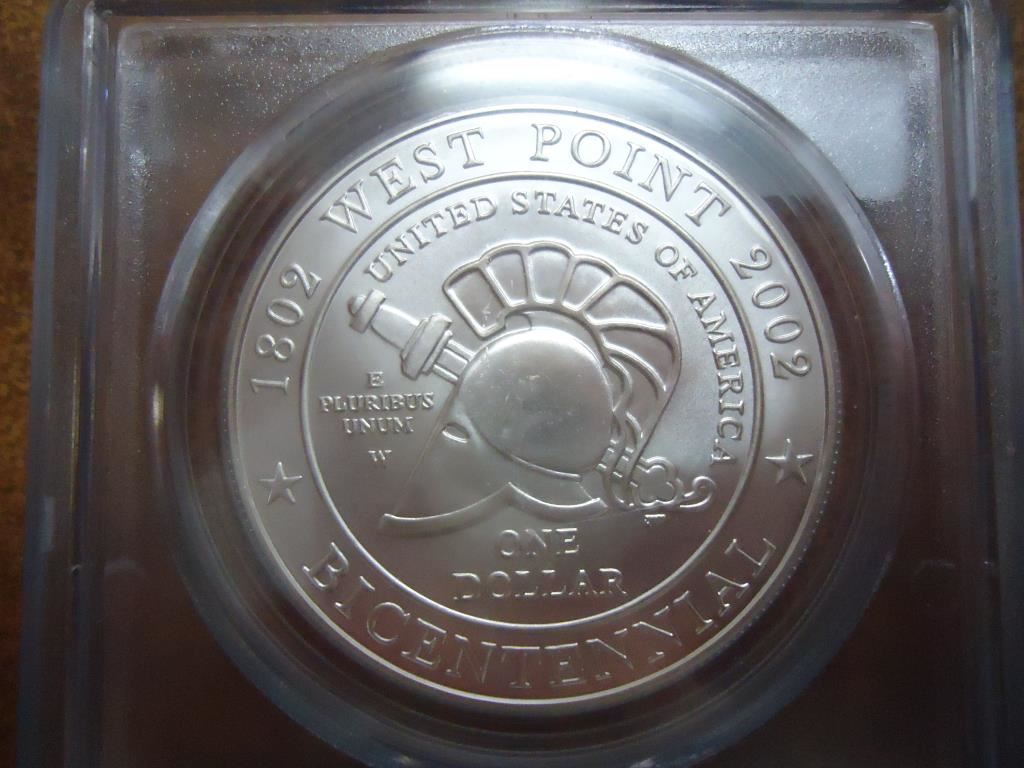 1802 WEST POINT 2002
UNITED STATES OF AMERICA
E
PLURIBUS
UNUM
W
ONE
DOLLAR
BICENTENNIAL